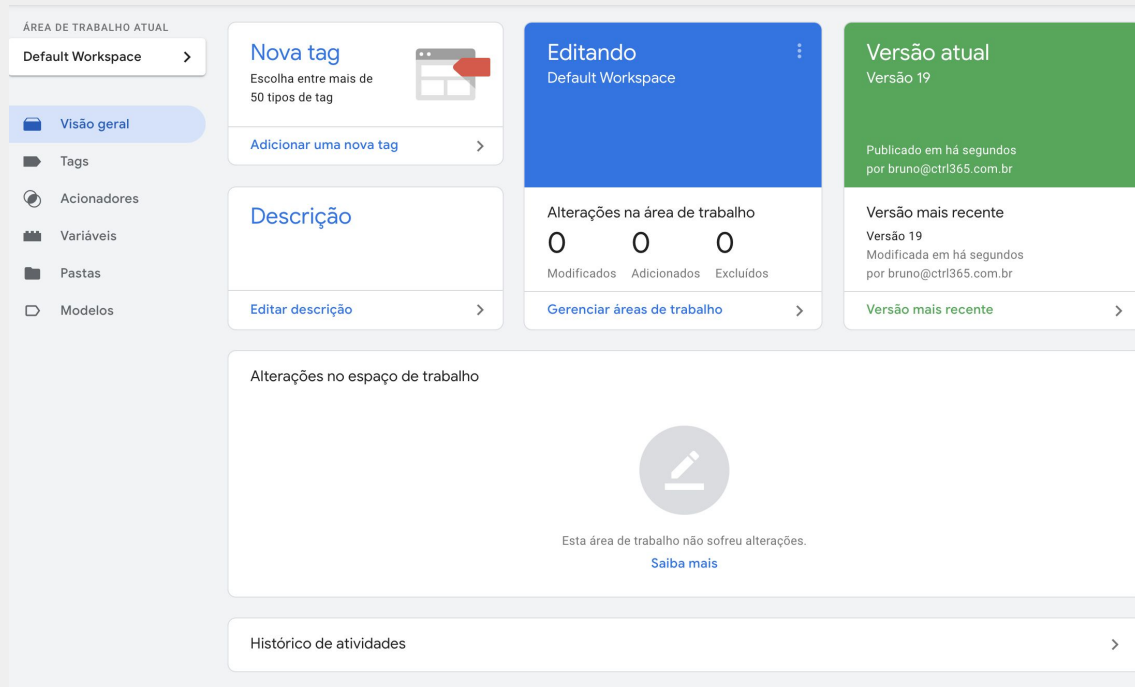 ÁREA DE TRABALHO ATUAL
Default Workspace
Visão geral
Tags
Acionadores
Variáveis
Pastas
Modelos
Nova tag
Escolha entre mais de
50 tipos de tag
Adicionar uma nova tag
Descrição
Editar descrição
Editando
Default Workspace
Alterações na área de trabalho
0 0 0
Modificados Adicionados Excluídos
Gerenciar áreas de trabalho
Versão atual
Versão 19
Publicado em há segundos
por bruno@ctrl365.com.br
Versão mais recente
Versão 19
Modificada em há segundos
por bruno@ctrl365.com.br
Versão mais recente
Alterações no espaço de trabalho
Esta área de trabalho não sofreu alterações.
Saiba mais
Histórico de atividades